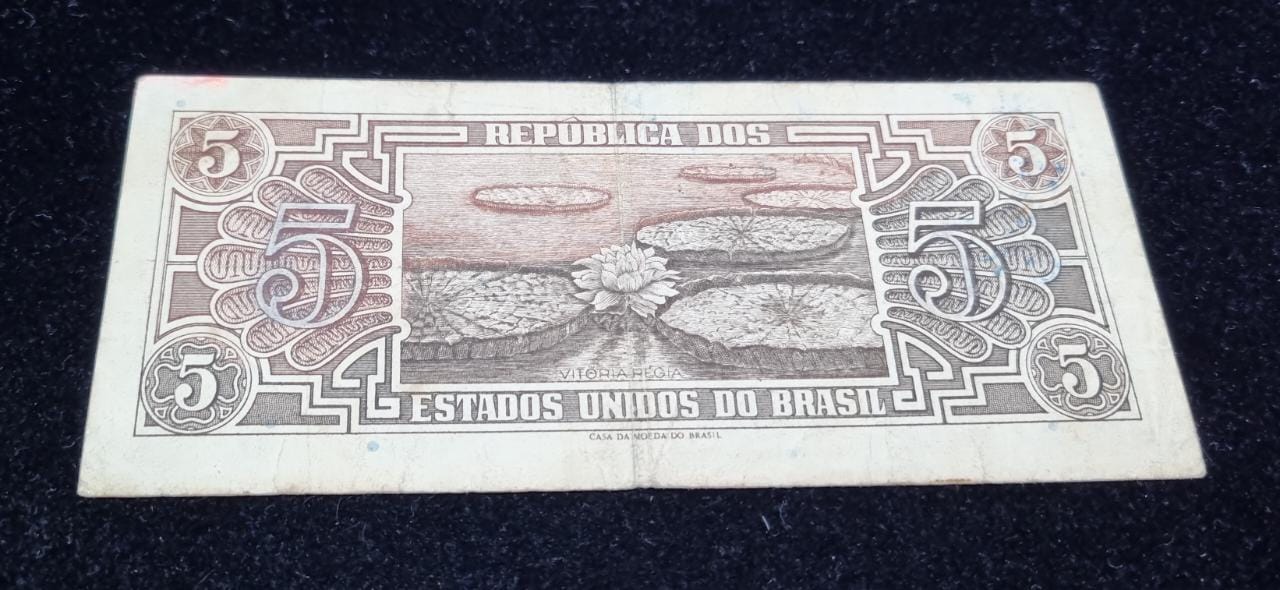 5 REPÚBLICA DOS 5
5 5
VITÓRIA RÉGIA
5 ESTADOS UNIDOS DO BRASIL 5
CASA DA MOEDA DO BRASIL